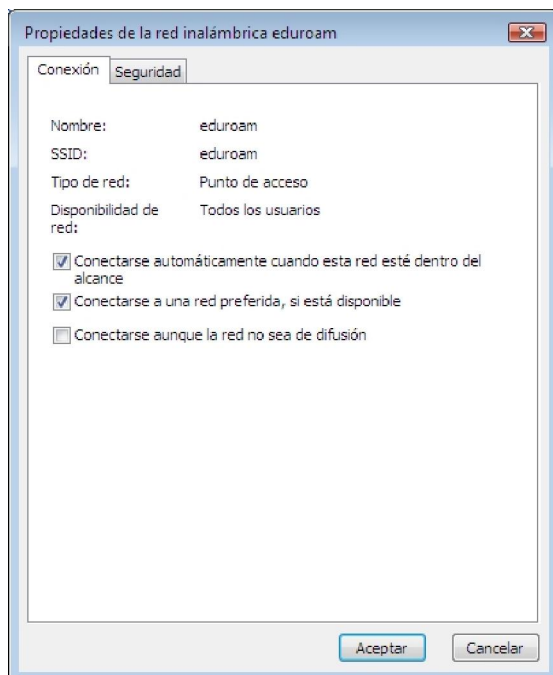 Propiedades de la red inalámbrica eduroam
Conexión Seguridad
Nombre: eduroam
SSID: eduroam
Tipo de red: Punto de acceso
Disponibilidad de Todos los usuarios
red:
Conectarse automáticamente cuando esta red esté dentro del
alcance
Conectarse a una red preferida, si está disponible
Conectarse aunque la red no sea de difusión
Aceptar Cancelar